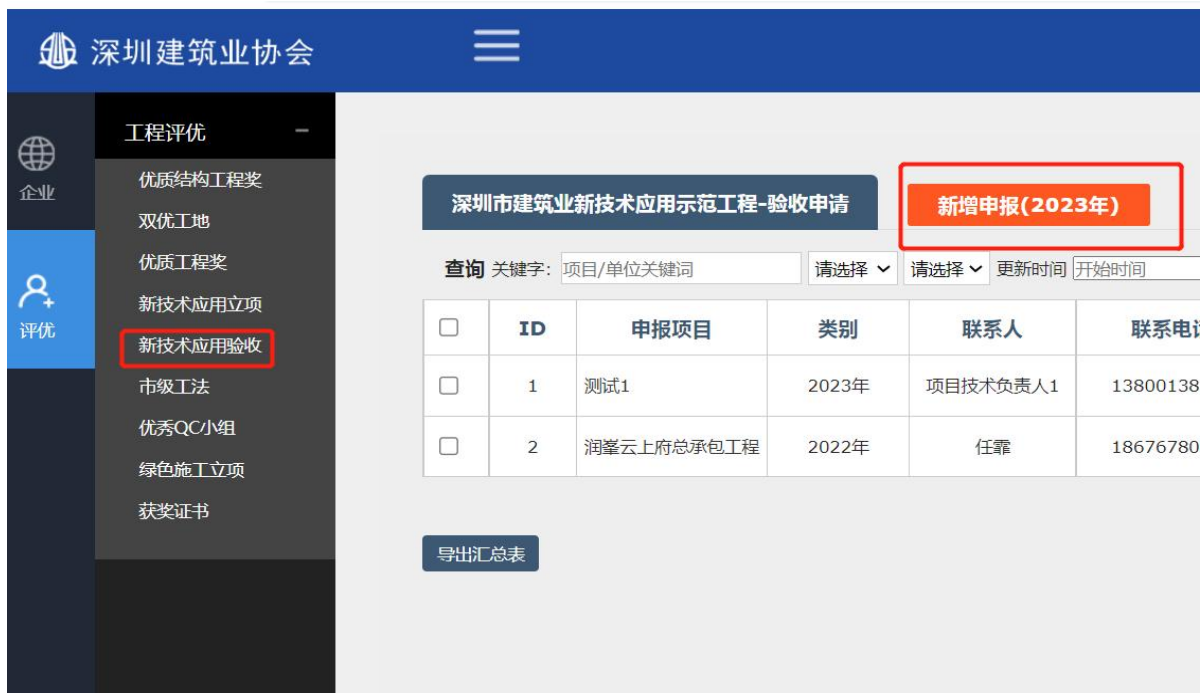 深圳建筑业协会
企业
评优
工程评优
优质结构工程奖
双优工地
优质工程奖
新技术应用立项
新技术应用验收
市级工法
优秀QC小组
绿色施工立项
获奖证书
深圳市建筑业新技术应用示范工程-验收申请 新增申报(2023年)
查询 关键字: 项目/单位关键词 请选择 请选择 更新时间 开始时间
ID 申报项目 类别 联系人 联系电
1 测试1 2023年 项目技术负责人1 13800138
2 润峯云上府总承包工程 2022年 任霏 18676780
导出汇总表